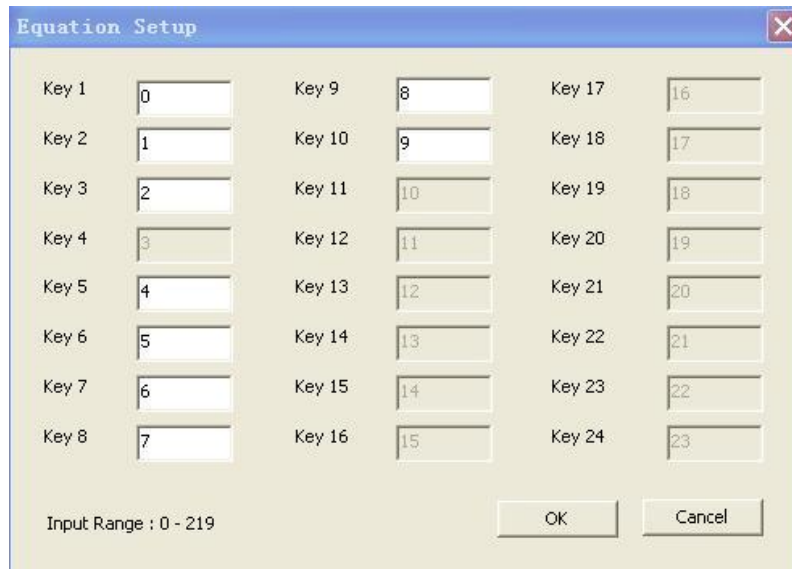 Equation Setup
Key 1 0 Key 9 8 Key 17 16
Key 2 1 Key 10 9 Key 18 17
Key 3 2 Key 11 10 Key 19 18
Key 4 3 Key 12 11 Key 20 19
Key 5 4 Key 13 12 Key 21 20
Key 6 5 Key 14 13 Key 22 21
Key 7 6 Key 15 14 Key 23 22
Key 8 7 Key 16 15 Key 24 23
Input Range : 0 - 219 OK Cancel